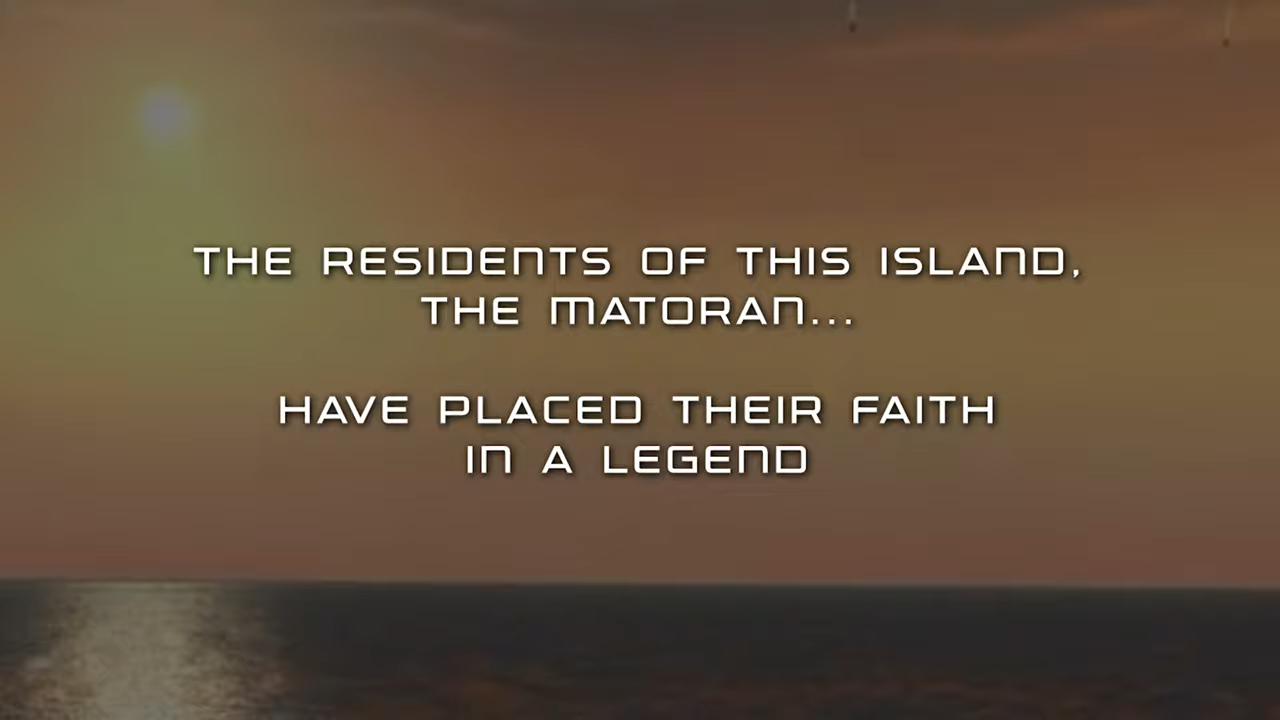 THE RESIDENTS OF THIS ISLAND,
THE MATORAN...
HAVE PLACED THEIR FAITH
IN A LEGEND